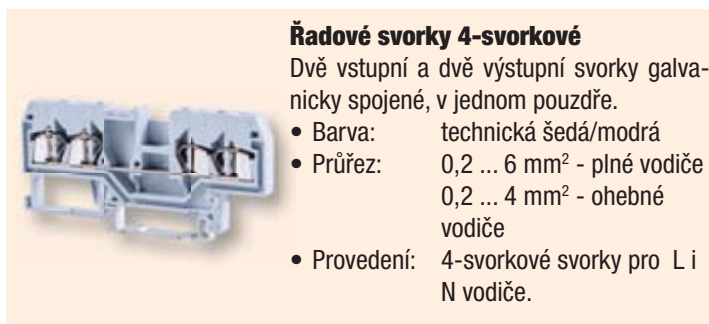 Řadové svorky 4-svorkové
Dvě vstupní a dvě výstupní svorky galva-
nicky spojené, v jednom pouzdře.
• Barva: technická šedá/modrá
• Průřez: 0,2 ... 6 mm² - plné vodiče
0,2 ... 4 mm² - ohebné
vodiče
• Provedení: 4-svorkové svorky pro L i
N vodiče.